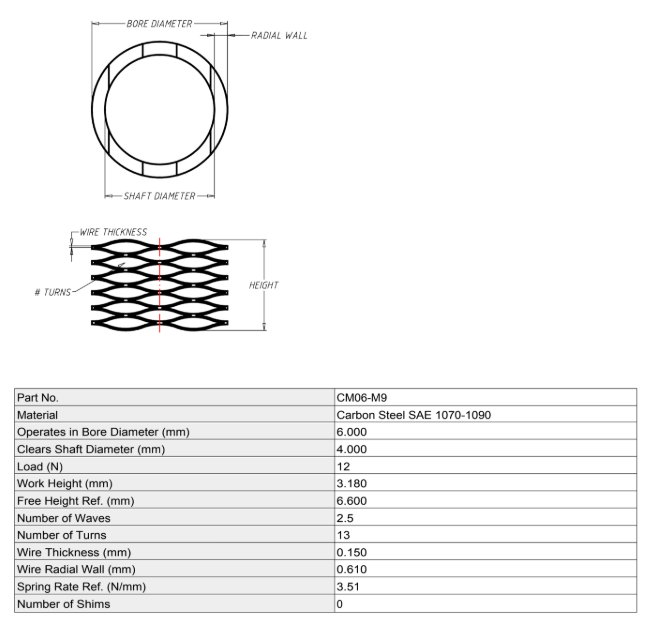 BORE DIAMETER
RADIAL WALL
SHAFT DIAMETER
WIRE THICKNESS
# TURNS
HEIGHT
Part No. CM06-M9
Material Carbon Steel SAE 1070-1090
Operates in Bore Diameter (mm) 6.000
Clears Shaft Diameter (mm) 4.000
Load (N) 12
Work Height (mm) 3.180
Free Height Ref. (mm) 6.600
Number of Waves 2.5
Number of Turns 13
Wire Thickness (mm) 0.150
Wire Radial Wall (mm) 0.610
Spring Rate Ref. (N/mm) 3.51
Number of Shims 0